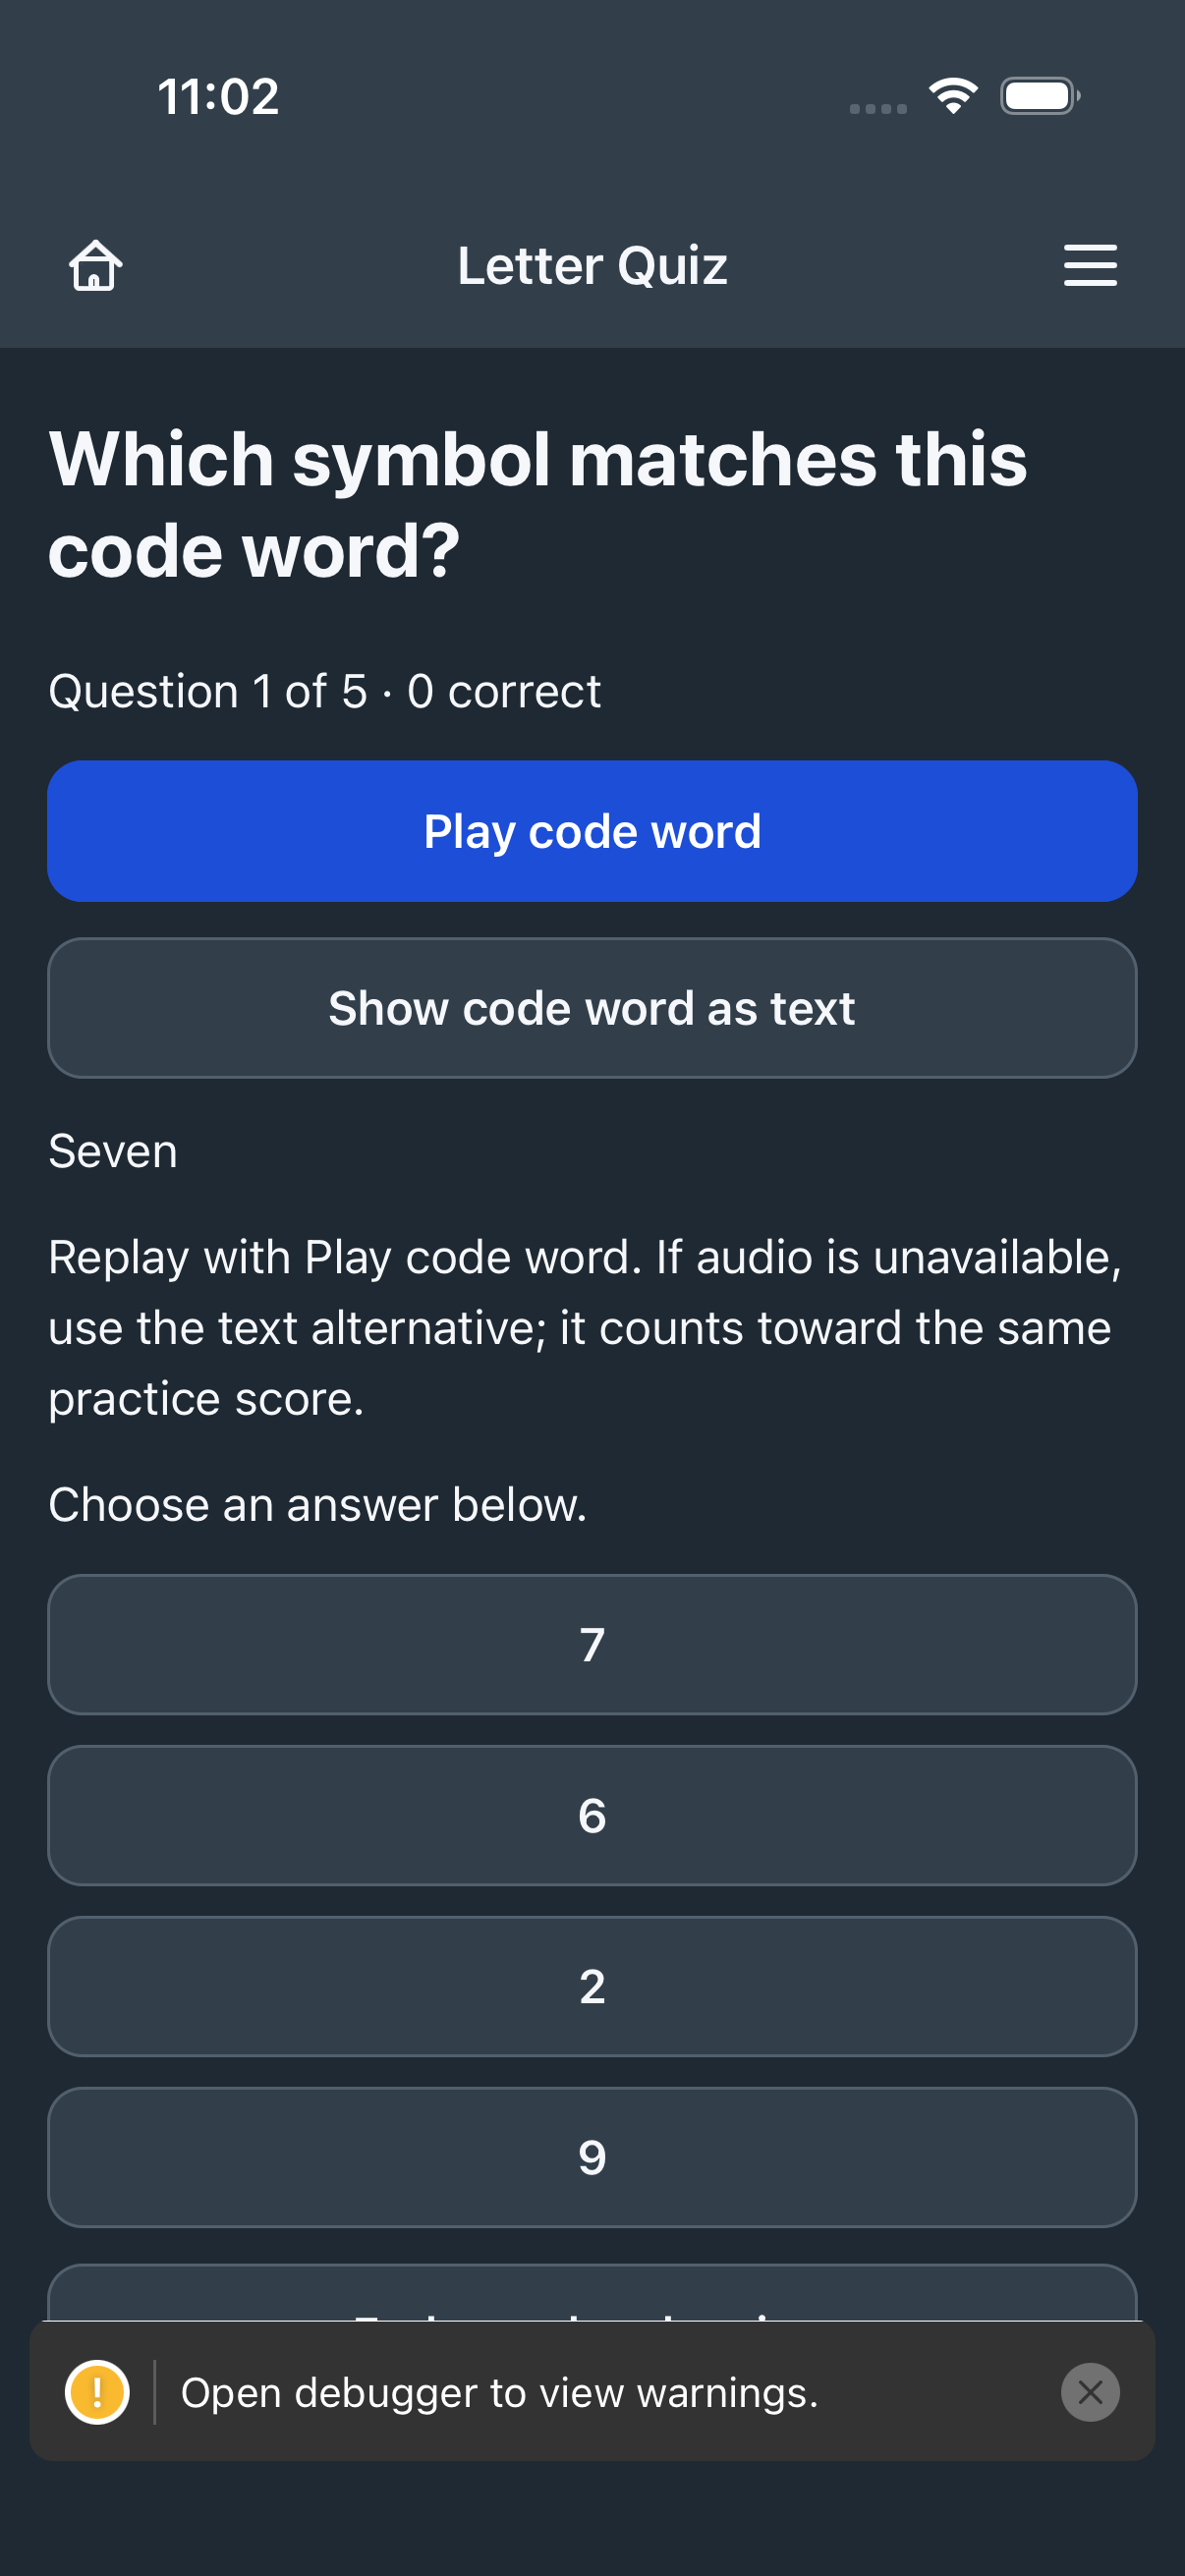 11:02
Letter Quiz
Which symbol matches this
code word?
Question 1 of 5 · 0 correct
Play code word
Show code word as text
Seven
Replay with Play code word. If audio is unavailable,
use the text alternative; it counts toward the same
practice score.
Choose an answer below.
7
6
2
9
! Open debugger to view warnings.